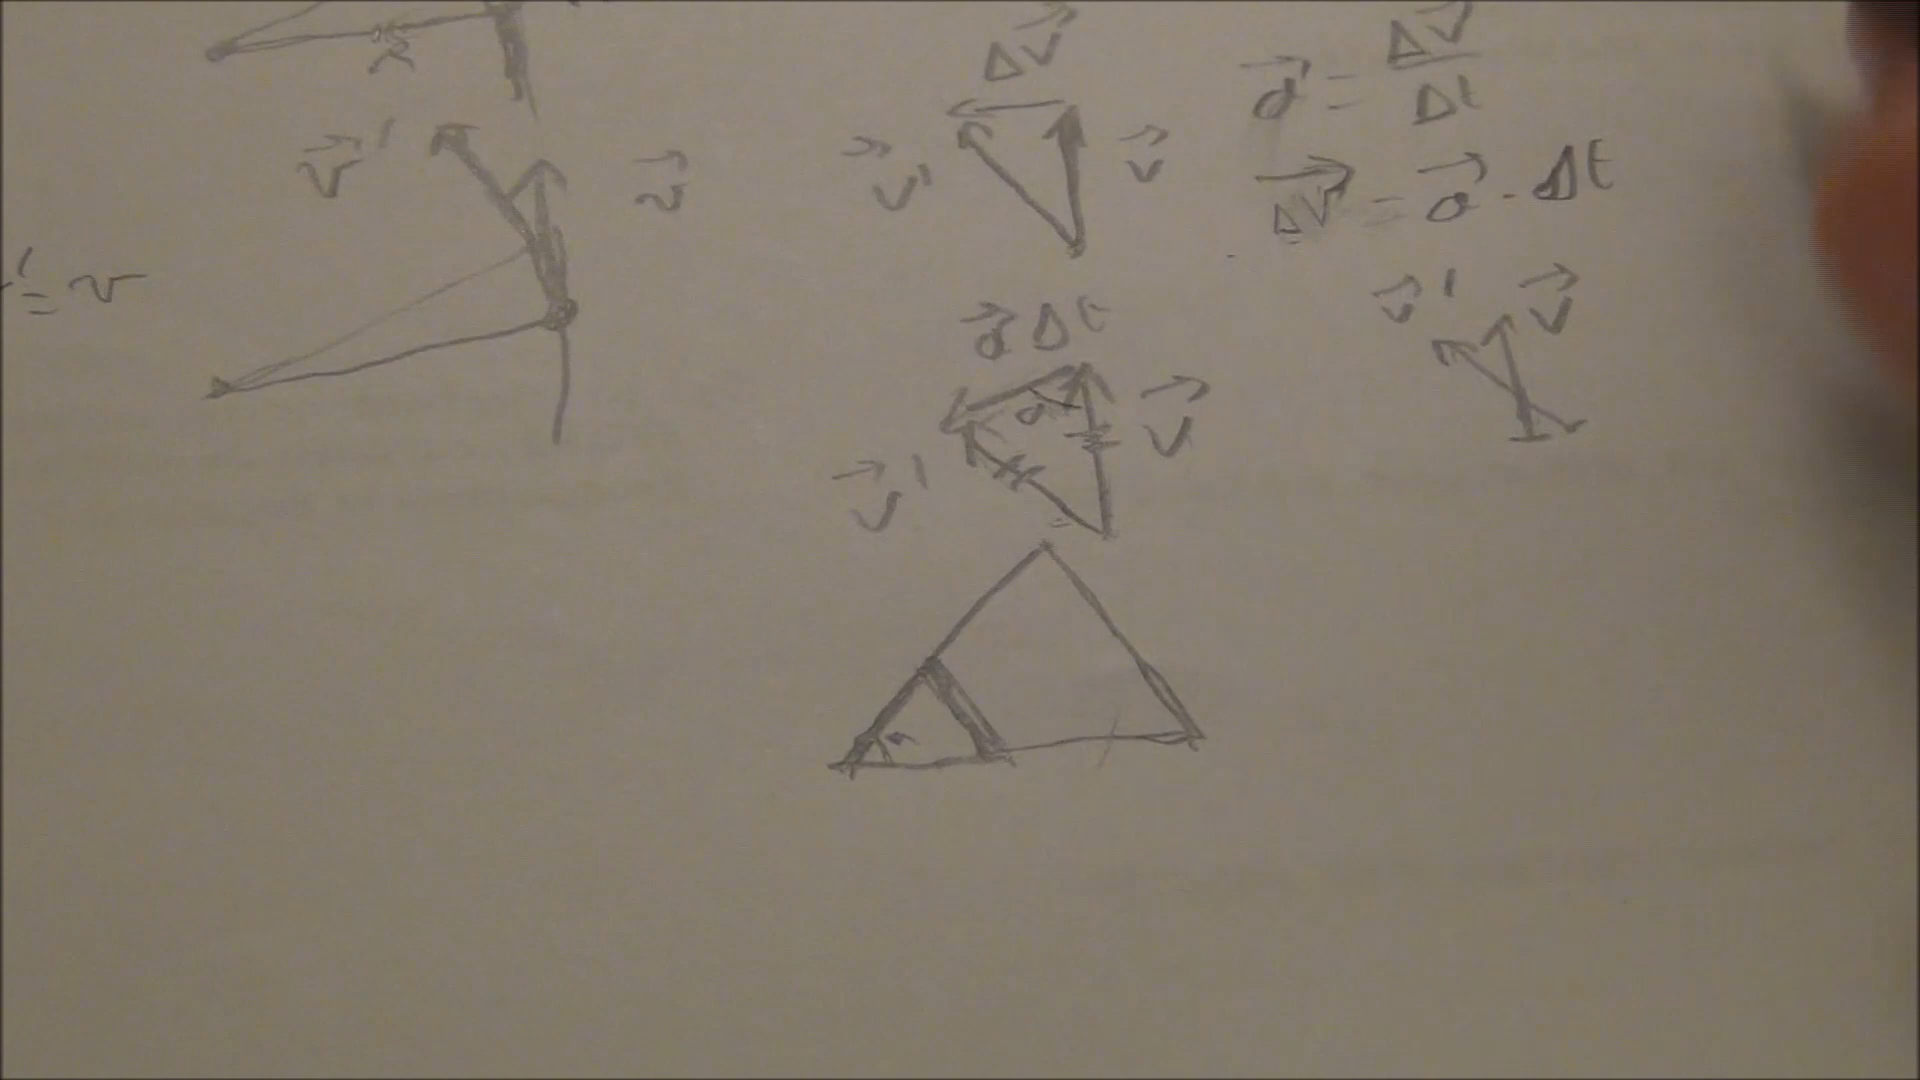 Δv⃗
a⃗ = Δv⃗ / Δt
v⃗' v⃗
v⃗' v⃗
Δv⃗ = a⃗ · Δt
' = v
v⃗' v⃗
a⃗ Δt
α
v⃗
v⃗'